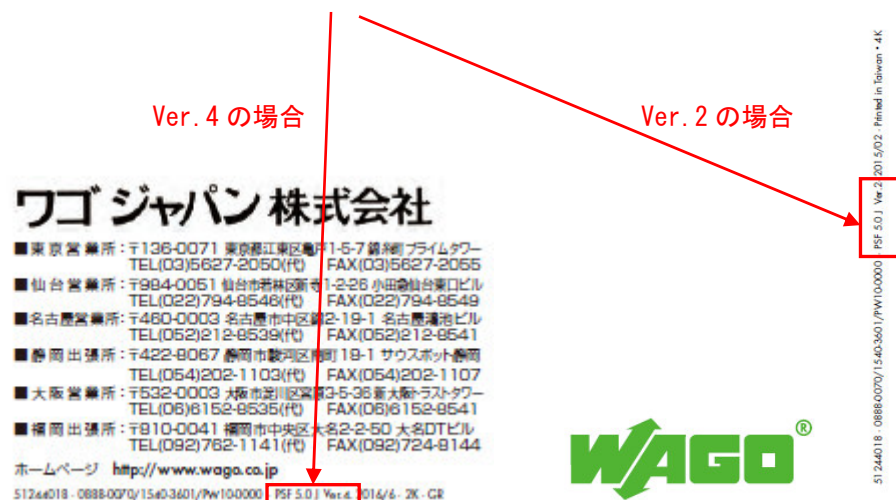 Ver.4の場合
Ver.2の場合
ワゴジャパン株式会社
■東京営業所：〒136-0071 東京都江東区亀戸1-5-7 錦糸町プライムタワー
TEL(03)5627-2050(代) FAX(03)5627-2055
■仙台営業所：〒984-0051 仙台市若林区新寺1-2-26 小田急仙台東口ビル
TEL(022)794-8546(代) FAX(022)794-8549
■名古屋営業所：〒460-0003 名古屋市中区錦2-19-1 名古屋鴻池ビル
TEL(052)212-8539(代) FAX(052)212-8541
■静岡出張所：〒422-8067 静岡市駿河区南町18-1 サウスポット静岡
TEL(054)202-1103(代) FAX(054)202-1107
■大阪営業所：〒532-0003 大阪市淀川区宮原3-5-36 新大阪トラストタワー
TEL(06)6152-8535(代) FAX(06)6152-8541
■福岡出張所：〒810-0041 福岡市中央区大名2-2-50 大名DTビル
TEL(092)762-1141(代) FAX(092)724-8144
ホームページ http://www.wago.co.jp
51244018 - 0888-0070/1540-3601/PW10-0000 - PSF 5.0 J Ver.4, 2016/6 - 2K - GR
WAGO®
51244018 - 0888-0070/1540-3601/PW10-0000 - PSF 5.0 J Ver.2 - 2015/02 - Printed in Taiwan • 4K